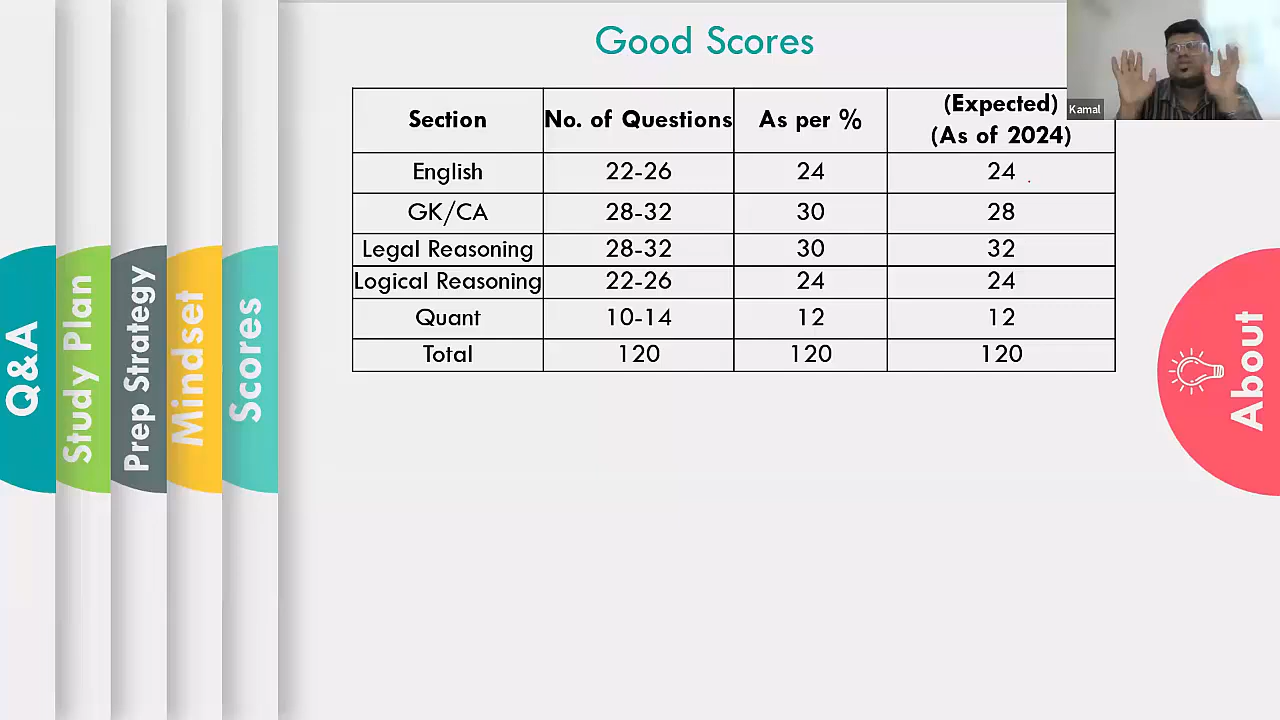 Good Scores
Kamal
Section No. of Questions As per % (Expected)
(As of 2024)
English 22-26 24 24
GK/CA 28-32 30 28
Legal Reasoning 28-32 30 32
Logical Reasoning 22-26 24 24
Quant 10-14 12 12
Total 120 120 120
Q&A
Study Plan
Prep Strategy
Mindset
Scores
About